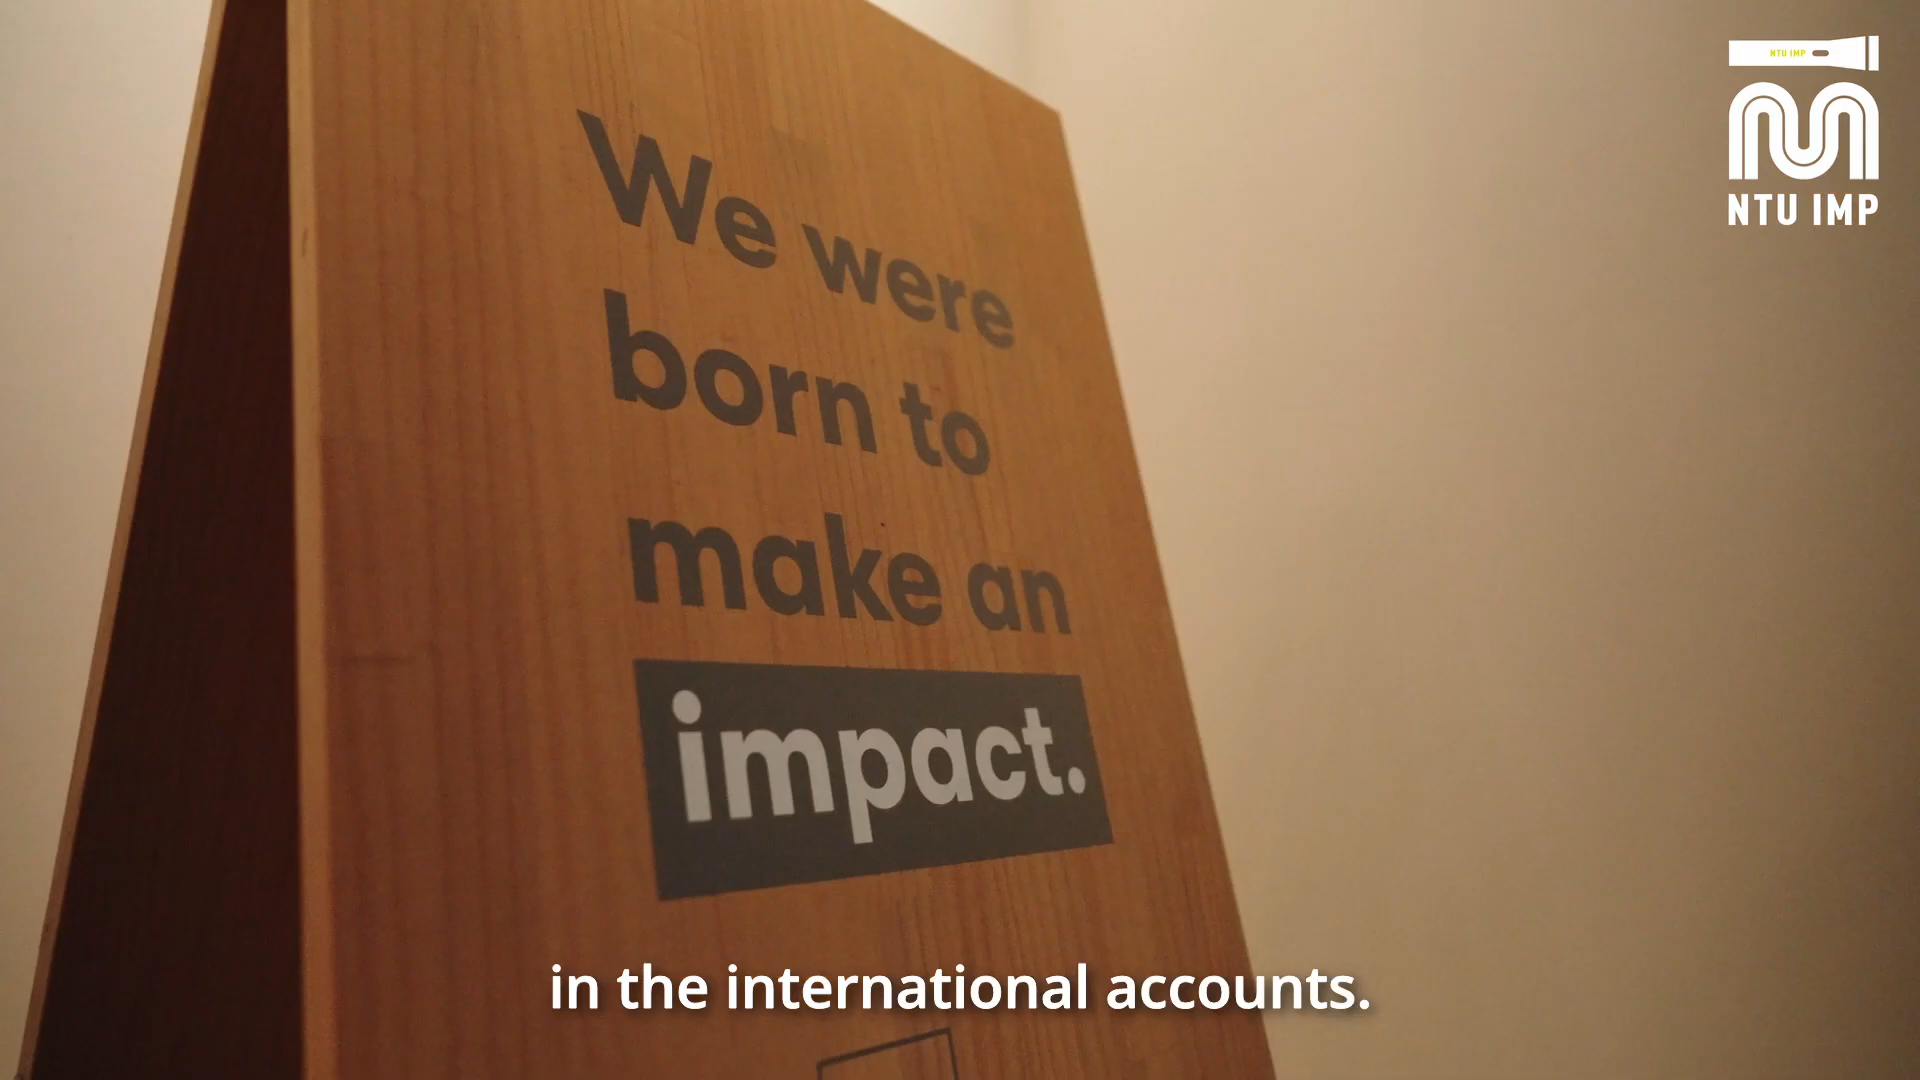 NTU IMP
NTU IMP
We were
born to
make an
impact.
in the international accounts.